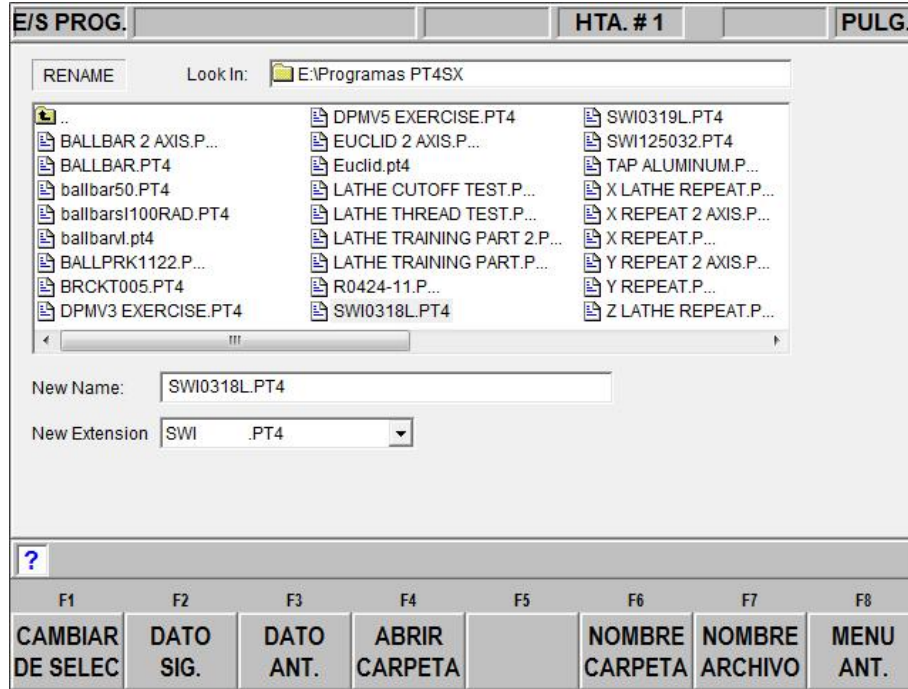 E/S PROG. HTA. # 1 PULG.
RENAME Look In: E:\Programas PT4SX
..
BALLBAR 2 AXIS.P...
BALLBAR.PT4
ballbar50.PT4
ballbarsl100RAD.PT4
ballbarvl.pt4
BALLPRK1122.P...
BRCKT005.PT4
DPMV3 EXERCISE.PT4
DPMV5 EXERCISE.PT4
EUCLID 2 AXIS.P...
Euclid.pt4
LATHE CUTOFF TEST.P...
LATHE THREAD TEST.P...
LATHE TRAINING PART 2.P...
LATHE TRAINING PART.P...
R0424-11.P...
SWI0318L.PT4
SWI0319L.PT4
SWI125032.PT4
TAP ALUMINUM.P...
X LATHE REPEAT.P...
X REPEAT 2 AXIS.P...
X REPEAT.P...
Y REPEAT 2 AXIS.P...
Y REPEAT.P...
Z LATHE REPEAT.P...
New Name: SWI0318L.PT4
New Extension SWI .PT4
?
F1 F2 F3 F4 F5 F6 F7 F8
CAMBIAR DATO DATO ABRIR NOMBRE NOMBRE MENU
DE SELEC SIG. ANT. CARPETA CARPETA ARCHIVO ANT.